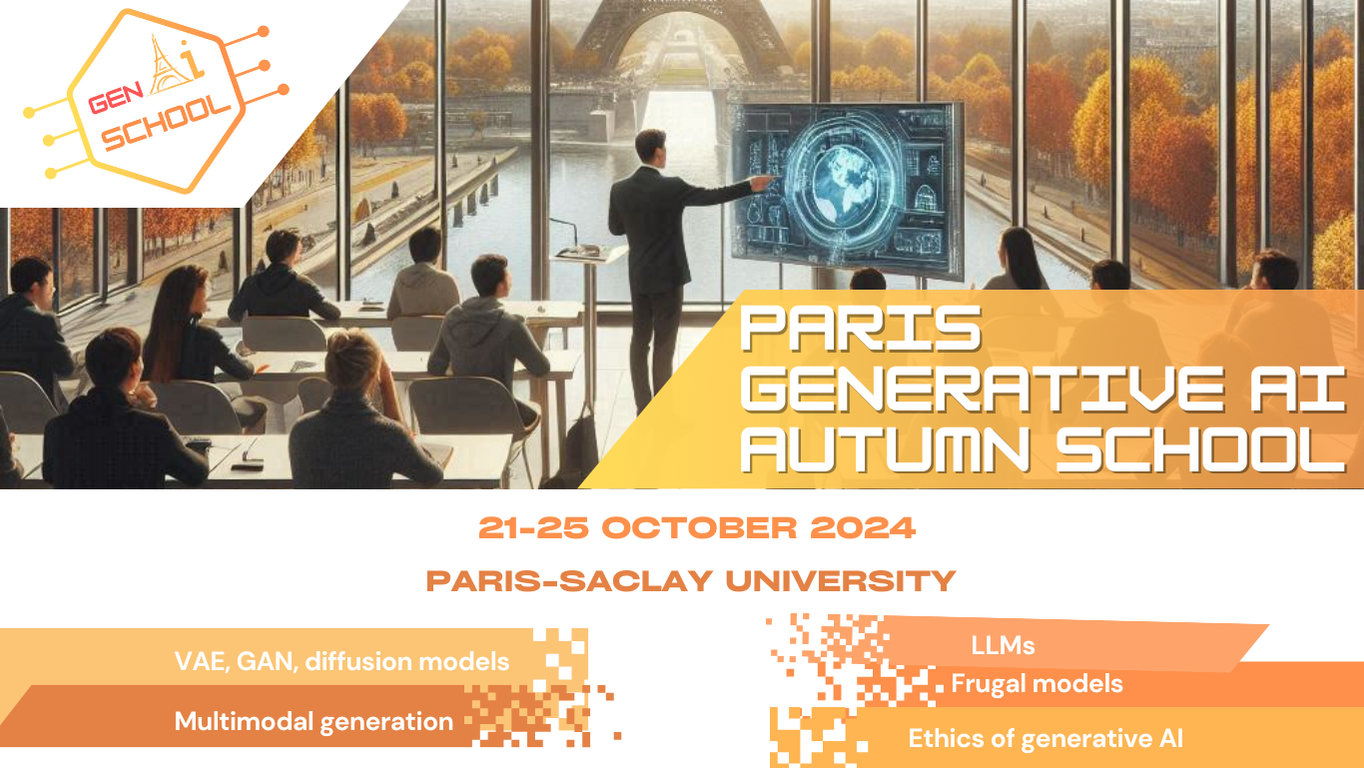 GEN Ai
SCHOOL
PARIS
GENERATIVE AI
AUTUMN SCHOOL
21-25 OCTOBER 2024
PARIS-SACLAY UNIVERSITY
VAE, GAN, diffusion models
Multimodal generation
LLMs
Frugal models
Ethics of generative AI